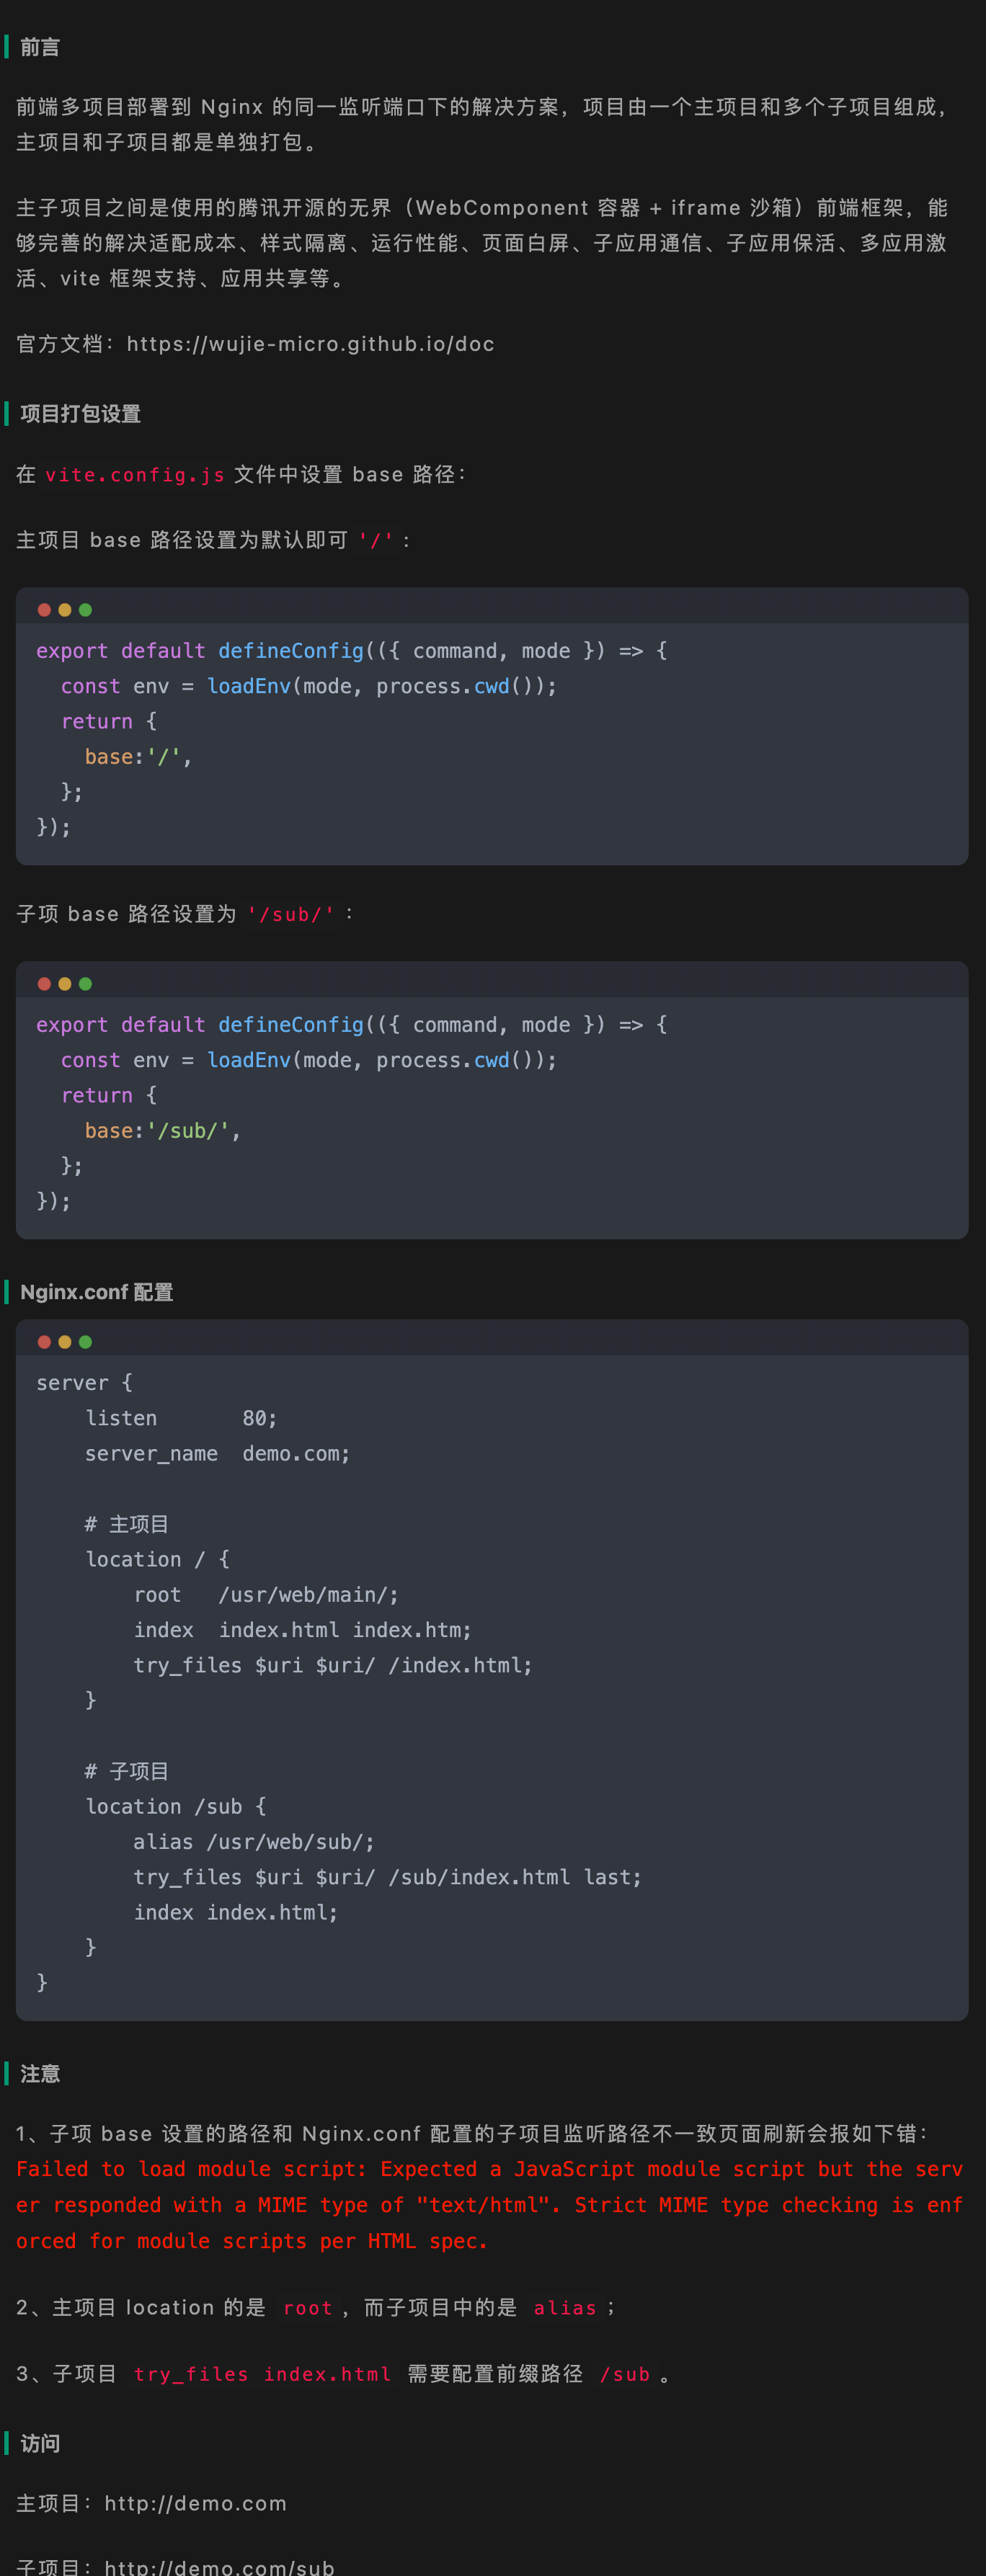 前言
前端多项目部署到 Nginx 的同一监听端口下的解决方案，项目由一个主项目和多个子项目组成，
主项目和子项目都是单独打包。
主子项目之间是使用的腾讯开源的无界（WebComponent 容器 + iframe 沙箱）前端框架，能
够完善的解决适配成本、样式隔离、运行性能、页面白屏、子应用通信、子应用保活、多应用激
活、vite 框架支持、应用共享等。
官方文档：https://wujie-micro.github.io/doc
项目打包设置
在 vite.config.js 文件中设置 base 路径：
主项目 base 路径设置为默认即可 '/' :
export default defineConfig(({ command, mode }) => {
  const env = loadEnv(mode, process.cwd());
  return {
    base:'/',
  };
});
子项 base 路径设置为 '/sub/' ：
export default defineConfig(({ command, mode }) => {
  const env = loadEnv(mode, process.cwd());
  return {
    base:'/sub/',
  };
});
Nginx.conf 配置
server {
    listen       80;
    server_name  demo.com;
    # 主项目
    location / {
        root   /usr/web/main/;
        index  index.html index.htm;
        try_files $uri $uri/ /index.html;
    }
    # 子项目
    location /sub {
        alias /usr/web/sub/;
        try_files $uri $uri/ /sub/index.html last;
        index index.html;
    }
}
注意
1、子项 base 设置的路径和 Nginx.conf 配置的子项目监听路径不一致页面刷新会报如下错：
Failed to load module script: Expected a JavaScript module script but the serv
er responded with a MIME type of "text/html". Strict MIME type checking is enf
orced for module scripts per HTML spec.
2、主项目 location 的是 root ，而子项目中的是 alias ；
3、子项目 try_files index.html 需要配置前缀路径 /sub 。
访问
主项目：http://demo.com
子项目：http://demo.com/sub